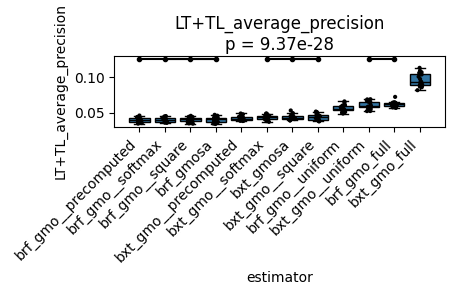 LT+TL_average_precision
p = 9.37e-28
LT+TL_average_precision
0.10
0.05
brf_gmo__precomputed
brf_gmo__softmax
brf_gmo__square
brf_gmosa
bxt_gmo__precomputed
bxt_gmo__softmax
bxt_gmosa
bxt_gmo__square
brf_gmo__uniform
bxt_gmo__uniform
brf_gmo_full
bxt_gmo_full
estimator